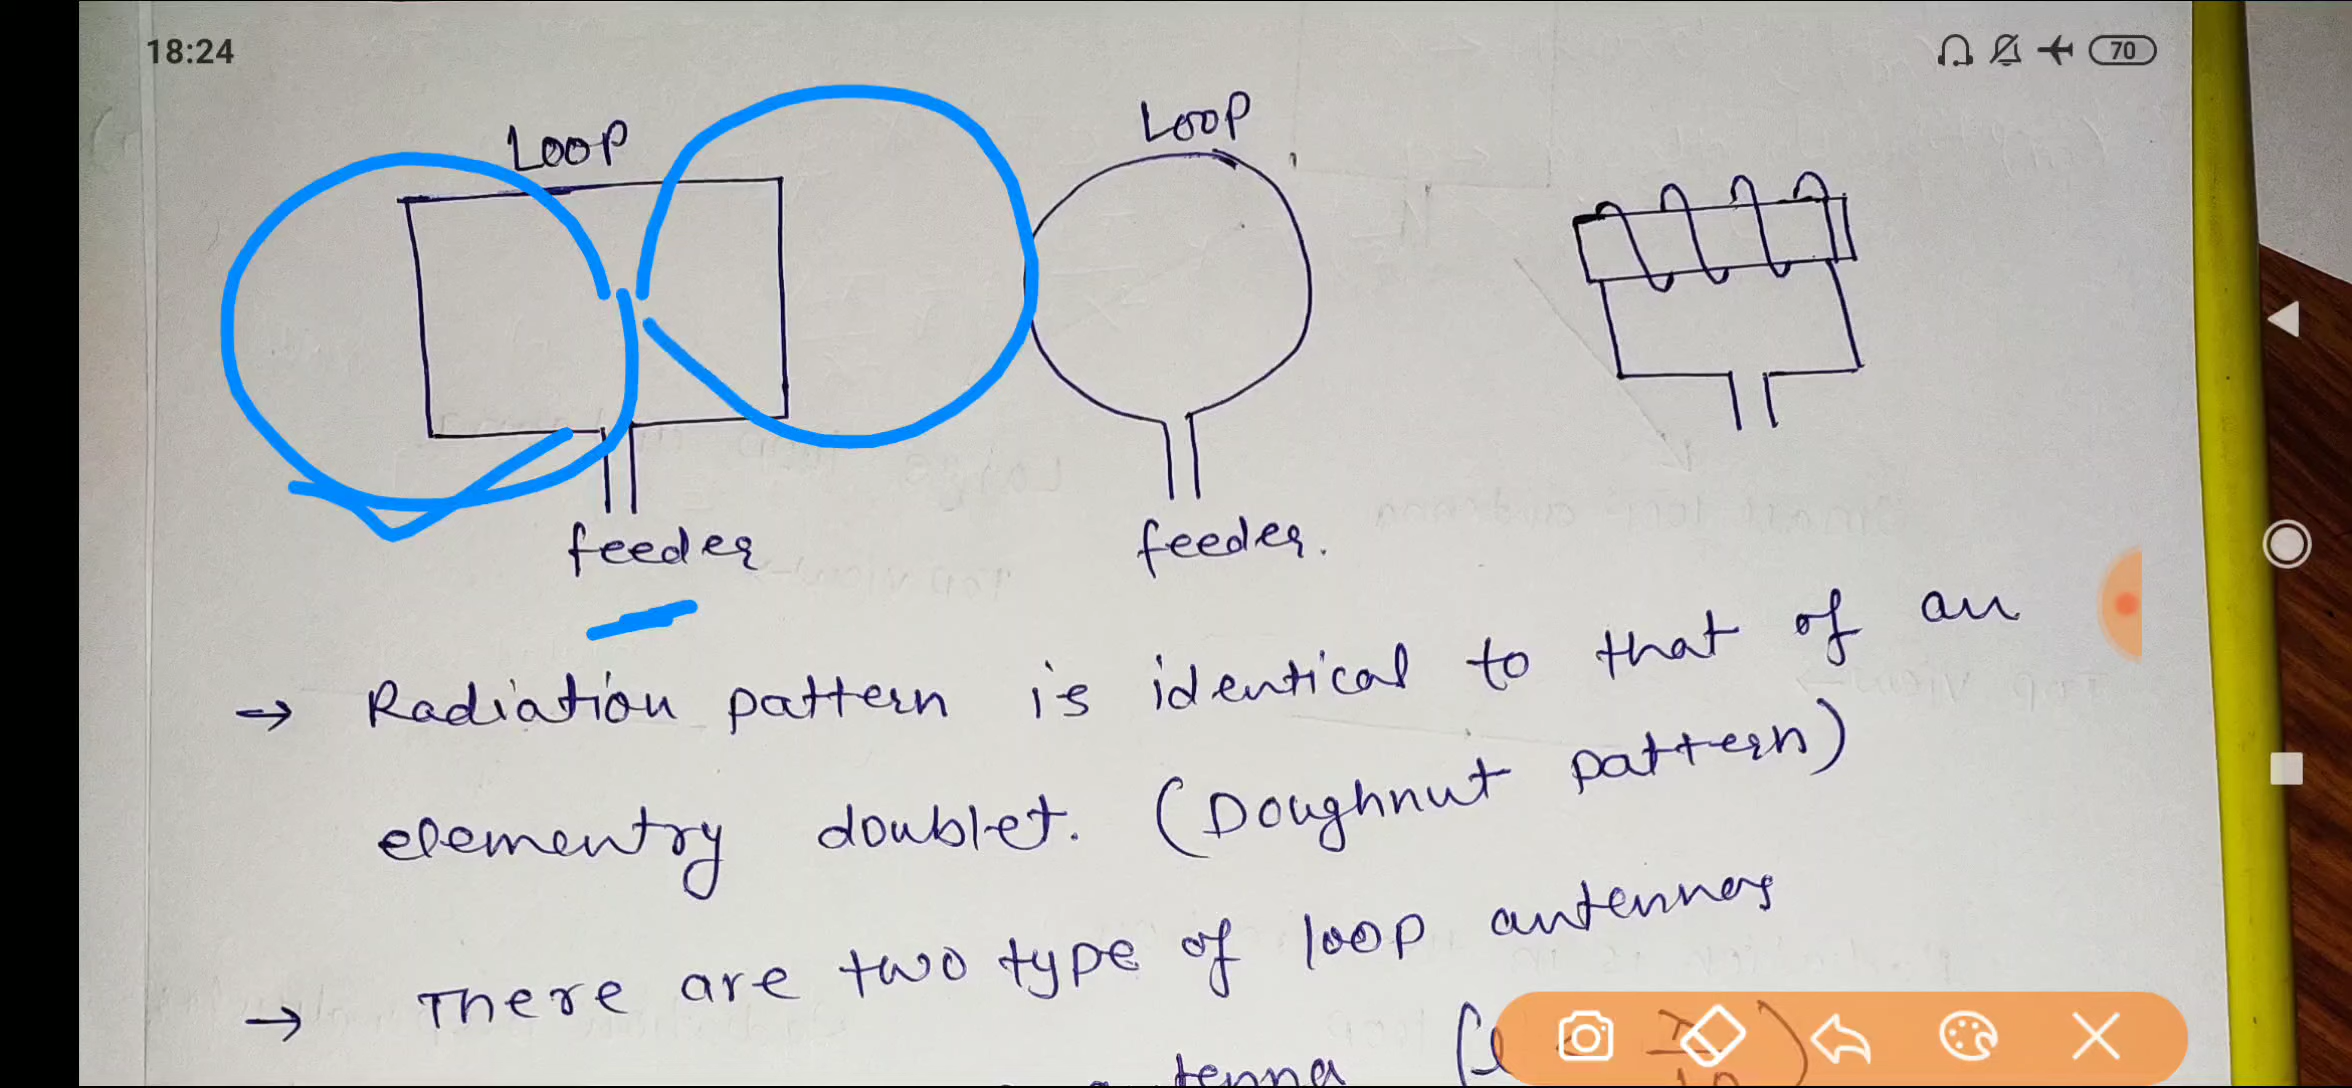 18:24
70
Loop
Loop
feeder
feeder.
→ Radiation pattern is identical to that of an
elementry doublet. (Doughnut pattern)
→ There are two type of loop antennas